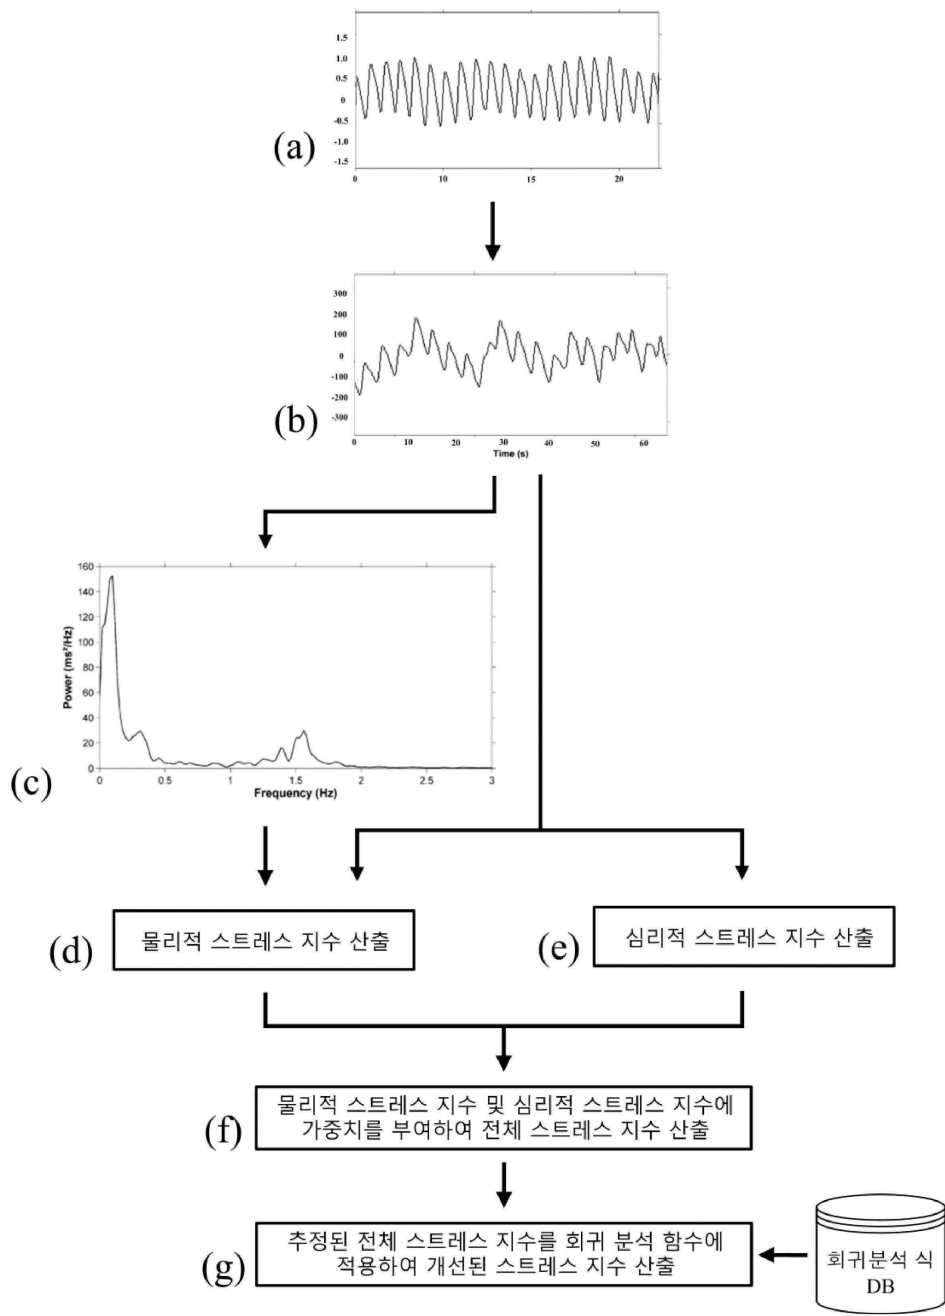 1.5
1.0
0.5
0
-0.5
-1.0
-1.5
(a)
0 10 15 20
300
200
100
0
-100
-200
-300
(b)
0 10 20 30 40 50 60
Time (s)
160
140
120
100
80
60
40
20
0
Power (ms²/Hz)
(c)
0 0.5 1 1.5 2 2.5 3
Frequency (Hz)
(d)
물리적 스트레스 지수 산출
(e)
심리적 스트레스 지수 산출
(f)
물리적 스트레스 지수 및 심리적 스트레스 지수에
가중치를 부여하여 전체 스트레스 지수 산출
(g)
추정된 전체 스트레스 지수를 회귀 분석 함수에
적용하여 개선된 스트레스 지수 산출
회귀분석 식
DB